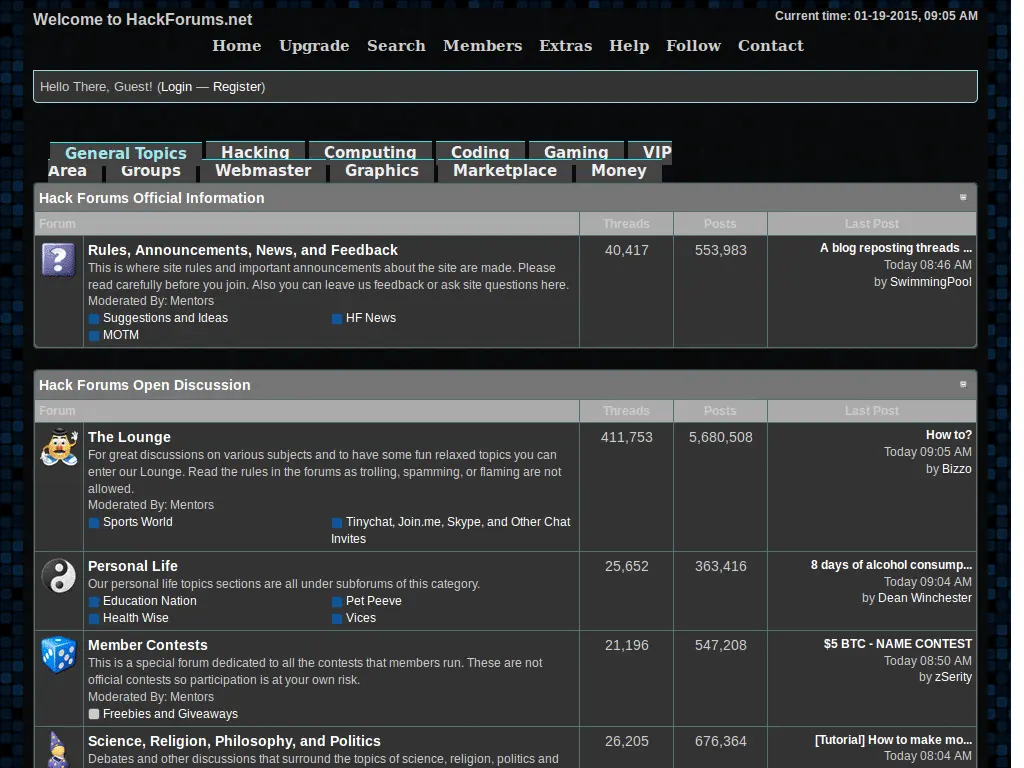 Welcome to HackForums.net
Current time: 01-19-2015, 09:05 AM
Home Upgrade Search Members Extras Help Follow Contact
Hello There, Guest! (Login — Register)
General Topics Hacking Computing Coding Gaming VIP
Area Groups Webmaster Graphics Marketplace Money
Hack Forums Official Information
Forum Threads Posts Last Post
Rules, Announcements, News, and Feedback 40,417 553,983 A blog reposting threads ...
This is where site rules and important announcements about the site are made. Please Today 08:46 AM
read carefully before you join. Also you can leave us feedback or ask site questions here. by SwimmingPool
Moderated By: Mentors
Suggestions and Ideas HF News
MOTM
Hack Forums Open Discussion
Forum Threads Posts Last Post
The Lounge 411,753 5,680,508 How to?
For great discussions on various subjects and to have some fun relaxed topics you can Today 09:05 AM
enter our Lounge. Read the rules in the forums as trolling, spamming, or flaming are not by Bizzo
allowed.
Moderated By: Mentors
Sports World Tinychat, Join.me, Skype, and Other Chat
Invites
Personal Life 25,652 363,416 8 days of alcohol consump...
Our personal life topics sections are all under subforums of this category. Today 09:04 AM
Education Nation Pet Peeve by Dean Winchester
Health Wise Vices
Member Contests 21,196 547,208 $5 BTC - NAME CONTEST
This is a special forum dedicated to all the contests that members run. These are not Today 08:50 AM
official contests so participation is at your own risk. by zSerity
Moderated By: Mentors
Freebies and Giveaways
Science, Religion, Philosophy, and Politics 26,205 676,364 [Tutorial] How to make mo...
Debates and other discussions that surround the topics of science, religion, politics and Today 08:04 AM